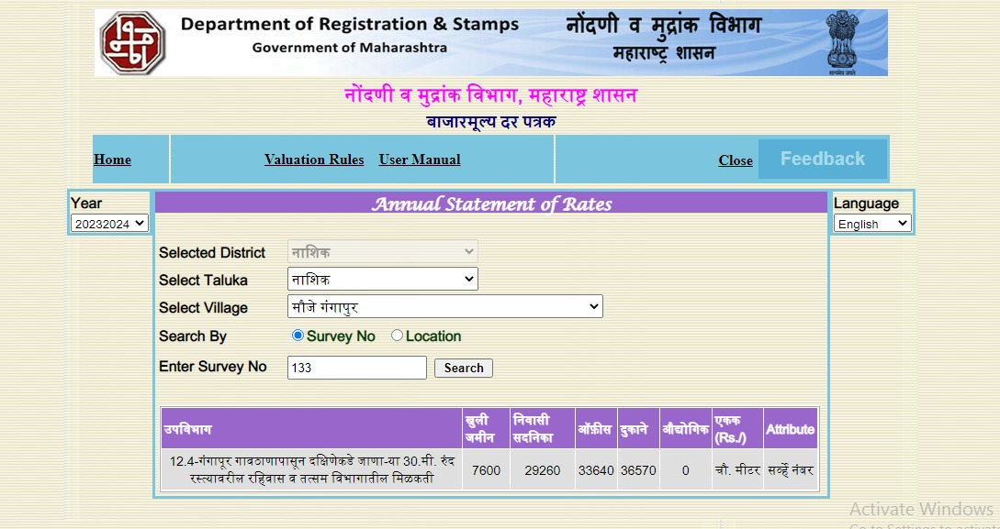 Department of Registration & Stamps
Government of Maharashtra
नोंदणी व मुद्रांक विभाग
महाराष्ट्र शासन
नोंदणी व मुद्रांक विभाग, महाराष्ट्र शासन
बाजारमूल्य दर पत्रक
Home Valuation Rules User Manual Close Feedback
Year
20232024
Annual Statement of Rates
Language
English
Selected District नाशिक
Select Taluka नाशिक
Select Village मौजे गंगापुर
Search By Survey No Location
Enter Survey No 133 Search
उपविभाग खुली जमीन निवासी सदनिका ऑफ़ीस दुकाने औद्योगिक एकक (Rs./) Attribute
12.4-गंगापूर गावठाणापासून दक्षिणेकडे जाणा-या 30.मी. रुंद
रस्त्यावरील रहिवास व तत्सम विभागातील मिळकती
7600 29260 33640 36570 0 चौ. मीटर सर्व्हे नंबर
Activate Windows